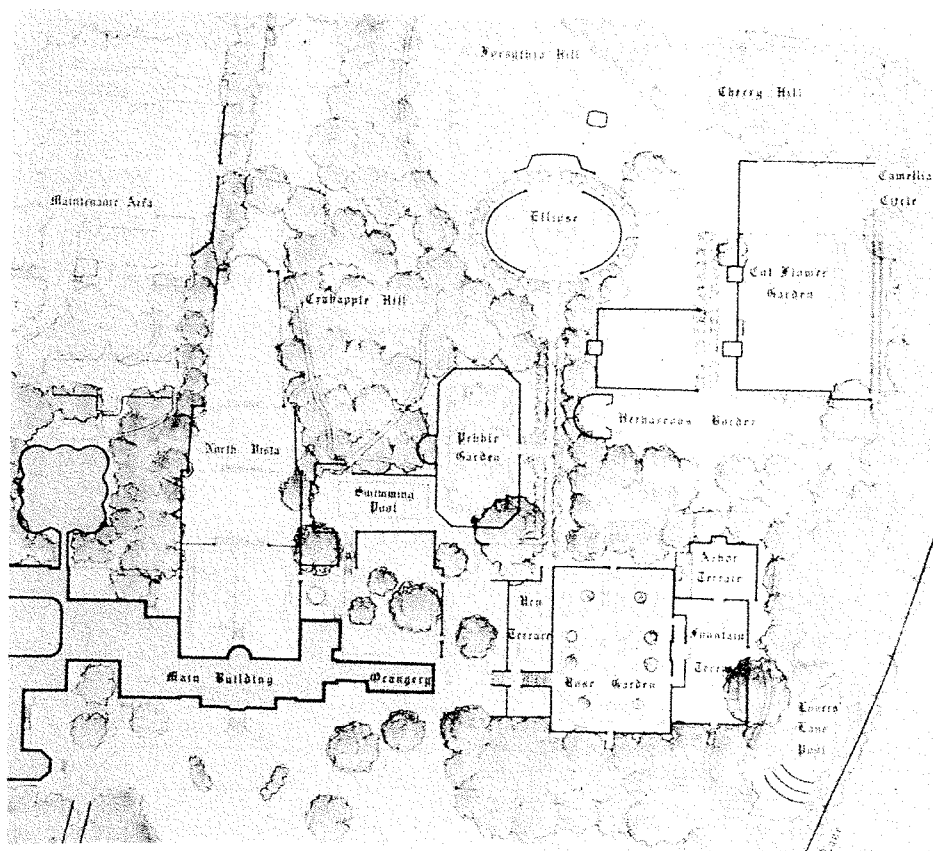 Forsythia Hill
Cherry Hill
Camellia
Circle
Maintenance Area
Ellipse
Cut Flower
Garden
Crabapple Hill
Herbaceous Border
North Vista
Pebble
Garden
Swimming
Pool
Arbor
Terrace
Urn
Terrace
Fountain
Terrace
Main Building
Orangery
Rose Garden
Lovers'
Lane
Pool